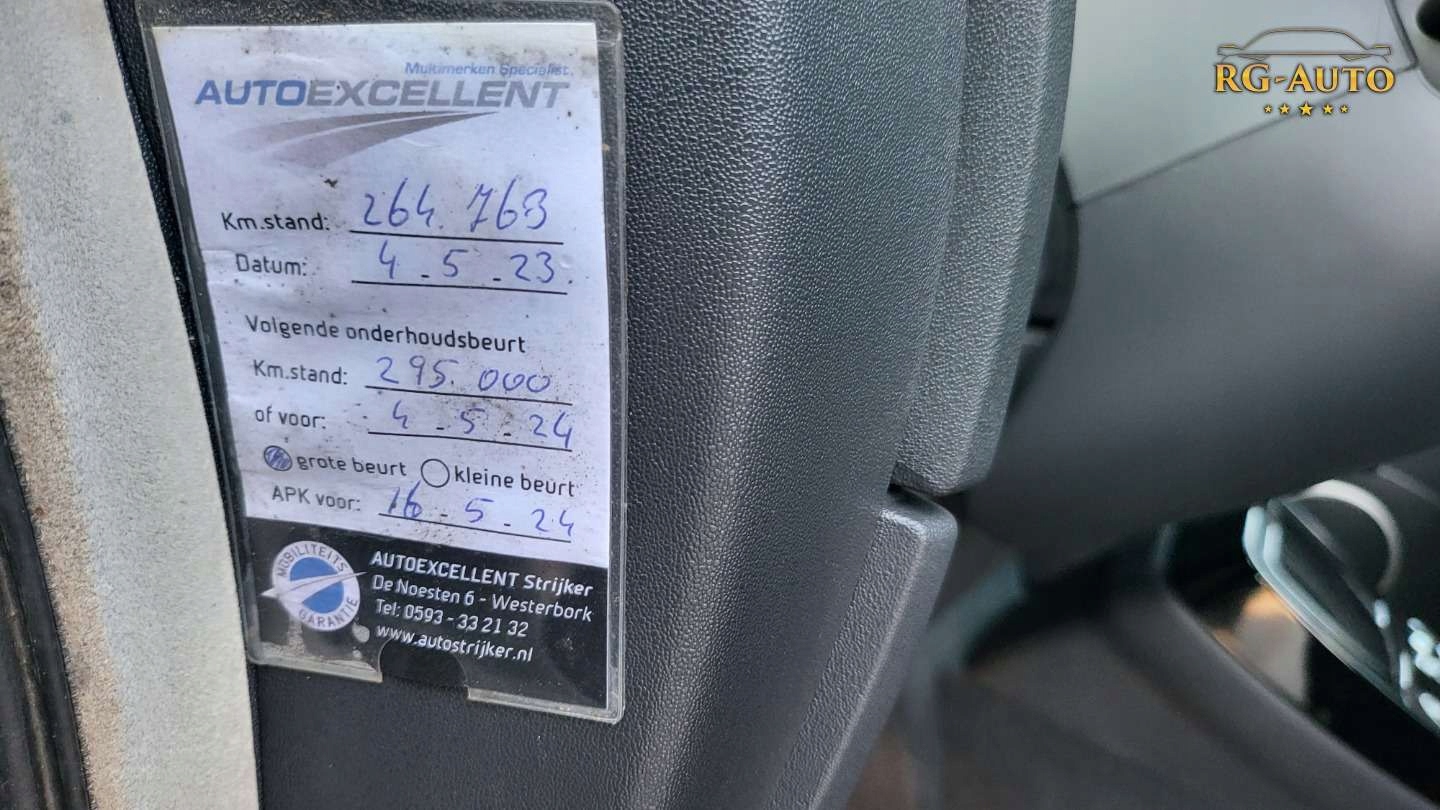 Multimerken Specialist
AUTOEXCELLENT
Km.stand: 264.763
Datum: 4-5-23
Volgende onderhoudsbeurt
Km.stand: 295.000
of voor: 4-5-24
grote beurt kleine beurt
APK voor: 16-5-24
MOBILITEITS GARANTIE
AUTOEXCELLENT Strijker
De Noesten 6 - Westerbork
Tel: 0593 - 33 21 32
www.autostrijker.nl
RG-AUTO